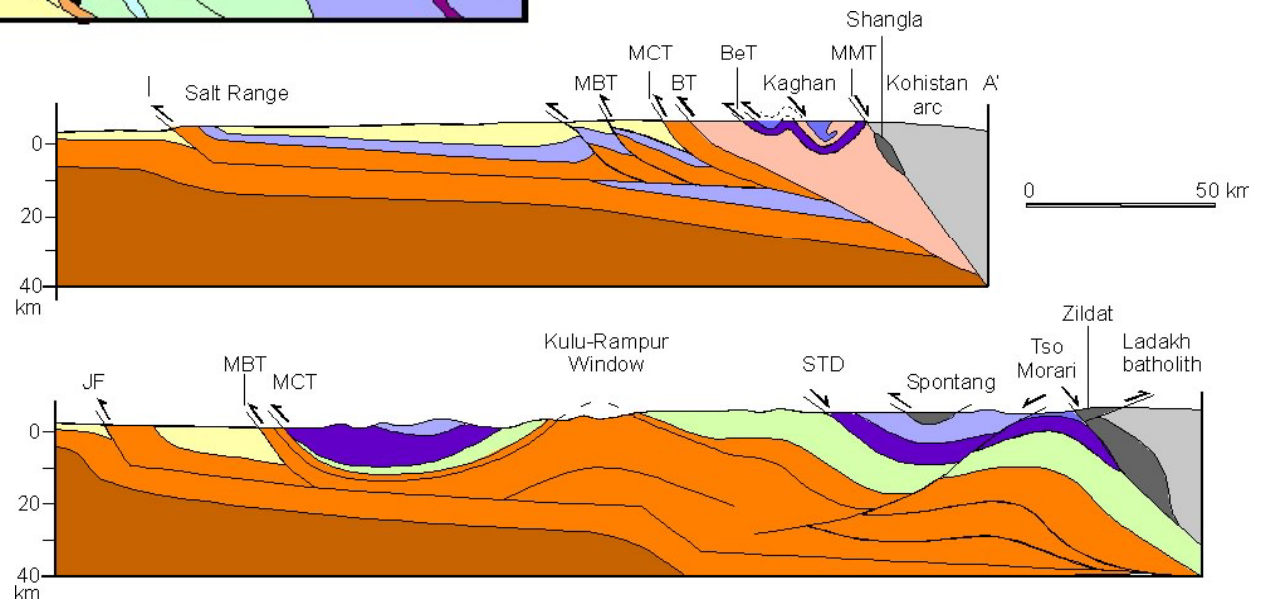 Shangla
MCT BeT MMT
I Salt Range MBT BT Kaghan Kohistan A'
arc
0
20
40
km
0 50 km
Zildat
Kulu-Rampur
Window
MBT STD Tso Ladakh
JF MCT Spontang Morari batholith
0
20
40
km